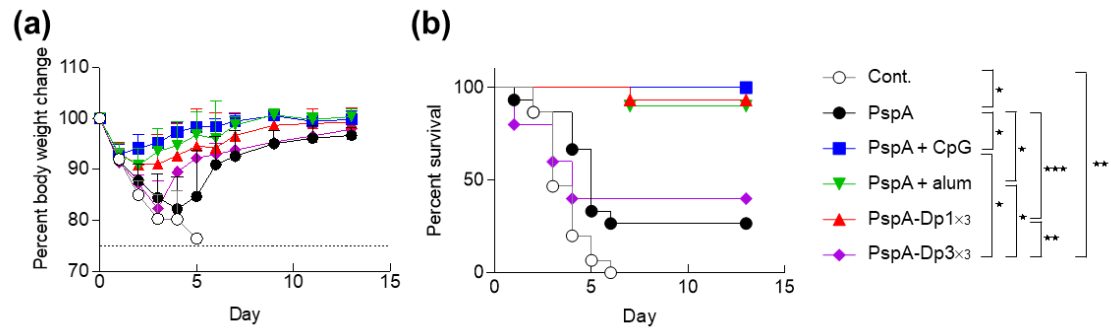 (a)
Percent body weight change
110
100
90
80
70
0
5
10
15
Day
(b)
Percent survival
100
50
0
0
5
10
15
Day
Cont.
PspA
PspA + CpG
PspA + alum
PspA-Dp1×3
PspA-Dp3×3
★
★
★
★
★
★★★
★★
★★